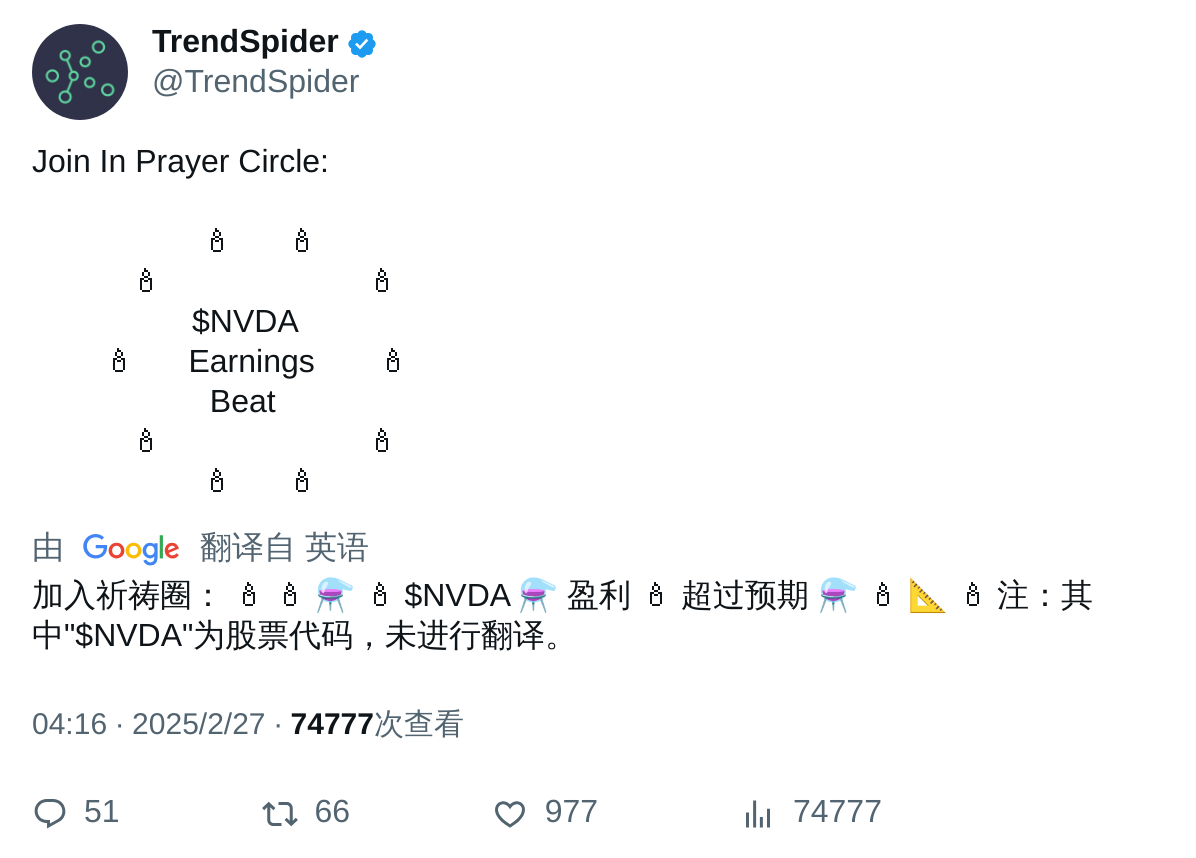 TrendSpider
@TrendSpider
Join In Prayer Circle:
🕯 🕯
🕯 🕯
$NVDA
🕯 Earnings 🕯
Beat
🕯 🕯
🕯 🕯
由 Google 翻译自 英语
加入祈祷圈： 🕯 🕯 ⚗️ 🕯 $NVDA ⚗️ 盈利 🕯 超过预期 ⚗️ 🕯 📐 🕯 注：其
中"$NVDA"为股票代码，未进行翻译。
04:16 · 2025/2/27 · 74777次查看
51 66 977 74777